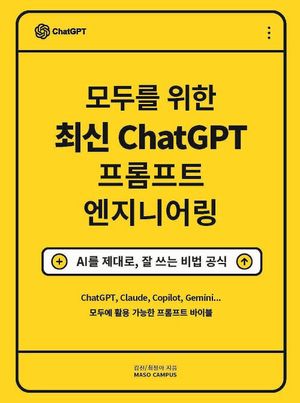 ChatGPT
모두를 위한
최신 ChatGPT
프롬프트
엔지니어링
AI를 제대로, 잘 쓰는 비법 공식
ChatGPT, Claude, Copilot, Gemini...
모두에 활용 가능한 프롬프트 바이블
지음
MASO CAMPUS